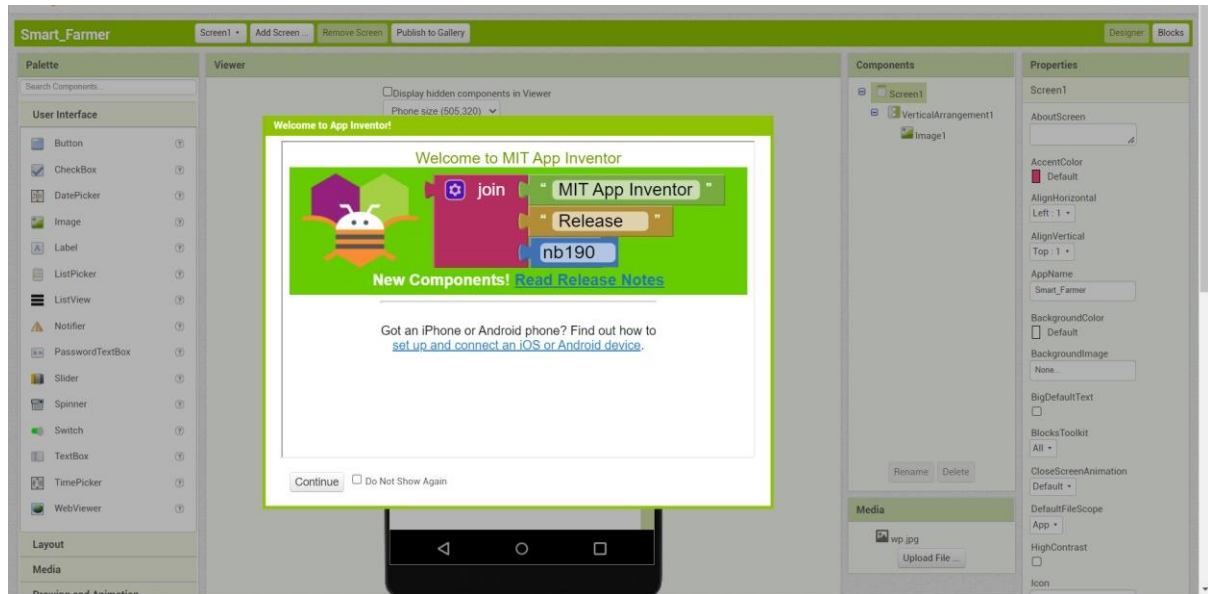 Smart_Farmer
Screen1
Add Screen ...
Remove Screen
Publish to Gallery
Designer
Blocks
Palette
Search Components...
User Interface
Button
CheckBox
DatePicker
Image
Label
ListPicker
ListView
Notifier
PasswordTextBox
Slider
Spinner
Switch
TextBox
TimePicker
WebViewer
Layout
Media
Drawing and Animation
Viewer
Display hidden components in Viewer
Phone size (505,320)
Welcome to App Inventor!
Welcome to MIT App Inventor
join " MIT App Inventor "
" Release "
nb190
New Components! Read Release Notes
Got an iPhone or Android phone? Find out how to
set up and connect an iOS or Android device.
Continue
Do Not Show Again
Components
Screen1
VerticalArrangement1
Image1
Rename
Delete
Media
wp.jpg
Upload File ...
Properties
Screen1
AboutScreen
AccentColor
Default
AlignHorizontal
Left : 1
AlignVertical
Top : 1
AppName
Smart_Farmer
BackgroundColor
Default
BackgroundImage
None...
BigDefaultText
BlocksToolkit
All
CloseScreenAnimation
Default
DefaultFileScope
App
HighContrast
Icon